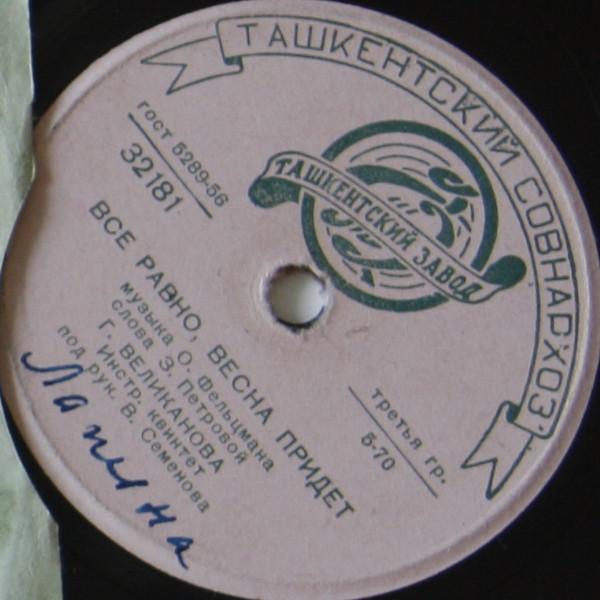 ТАШКЕНТСКИЙ СОВНАРХОЗ
ТАШКЕНТСКИЙ ЗАВОД
гост 5289-56
32181
третья гр.
5-70
ВСЕ РАВНО, ВЕСНА ПРИДЕТ
музыка О. Фельцмана
слова З. Петровой
Г. ВЕЛИКАНОВА
Инстр. квинтет
под рук. В. Семенова
Лапина